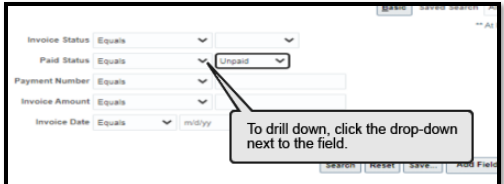 Basic Saved Search
** At
Invoice Status Equals
Paid Status Equals Unpaid
Payment Number Equals
Invoice Amount Equals
Invoice Date Equals m/d/yy
To drill down, click the drop-down
next to the field.
Search Reset Save... Add Field